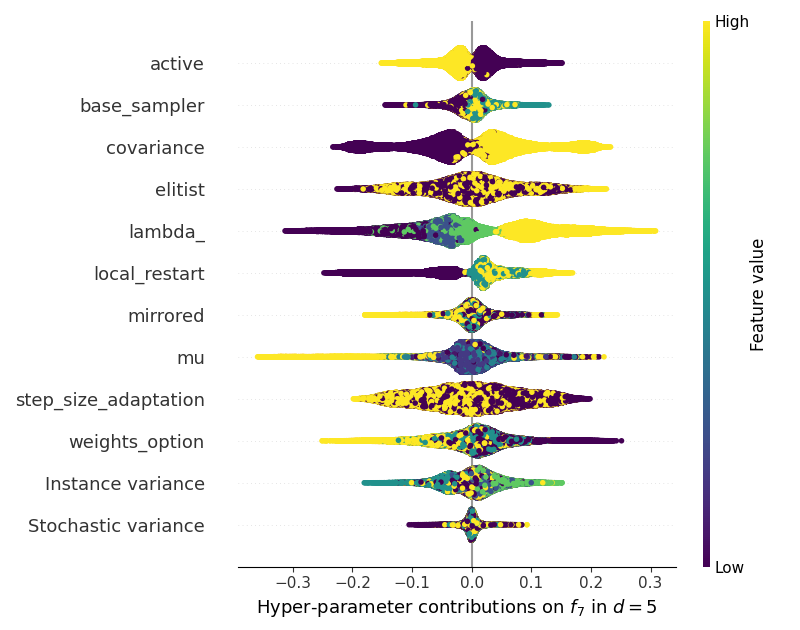 High
active
base_sampler
covariance
elitist
lambda_
local_restart
mirrored
mu
step_size_adaptation
weights_option
Instance variance
Stochastic variance
Feature value
Low
−0.3 −0.2 −0.1 0.0 0.1 0.2 0.3
Hyper-parameter contributions on f₇ in d = 5